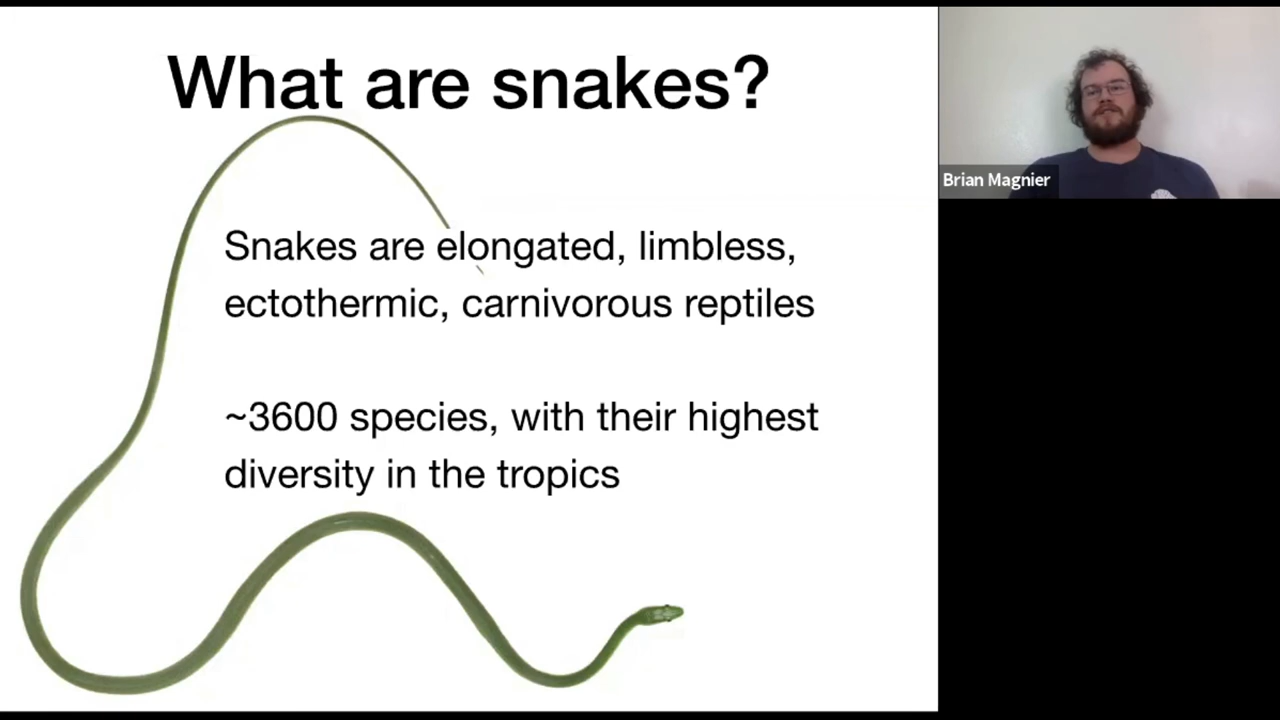 What are snakes?
Snakes are elongated, limbless,
ectothermic, carnivorous reptiles
~3600 species, with their highest
diversity in the tropics
Brian Magnier